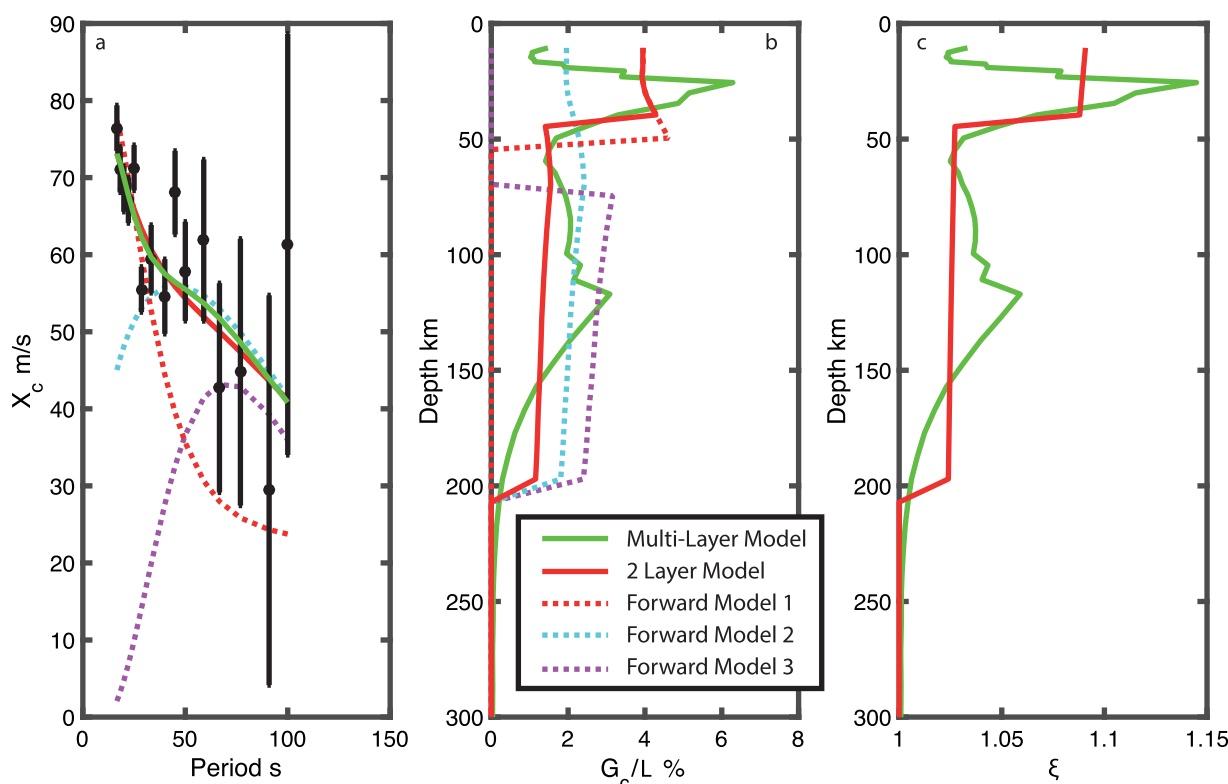 a
90
80
70
60
50
40
30
20
10
0
0
50
100
150
X_c m/s
Period s
b
0
50
100
150
200
250
300
0
2
4
6
8
Depth km
G_c/L %
Multi-Layer Model
2 Layer Model
Forward Model 1
Forward Model 2
Forward Model 3
c
0
50
100
150
200
250
300
1
1.05
1.1
1.15
Depth km
ξ